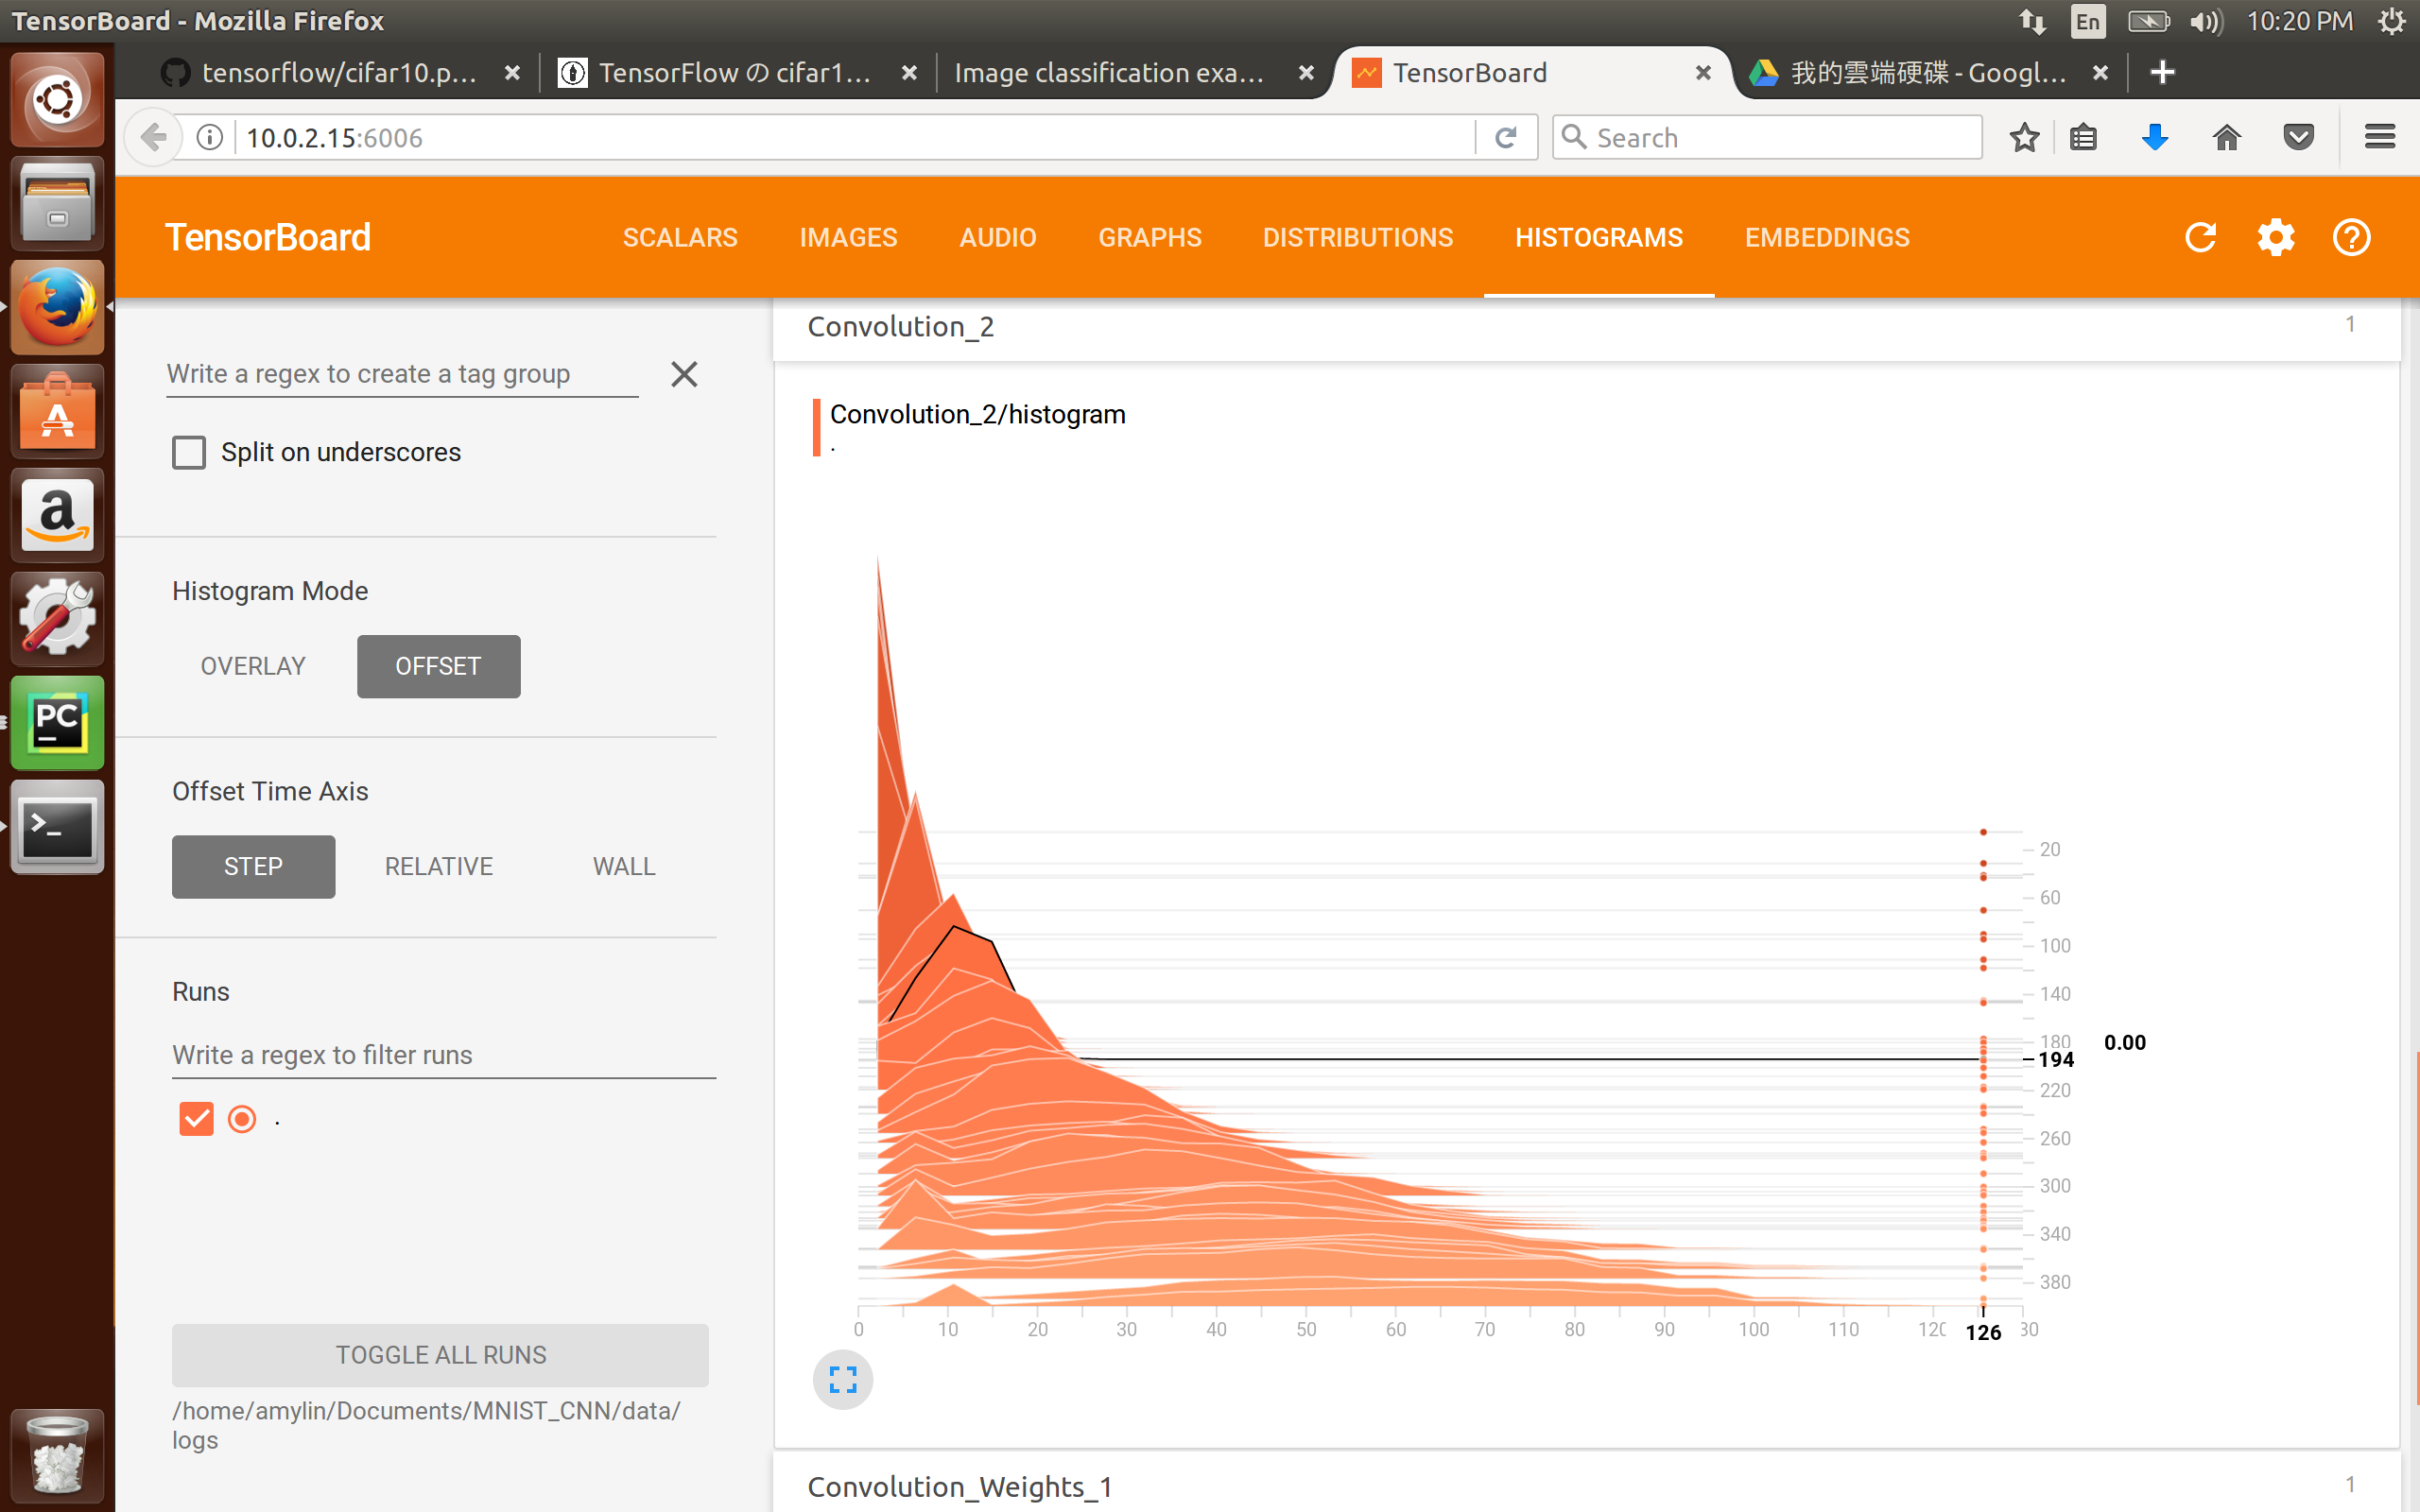 TensorBoard - Mozilla Firefox
En
10:20 PM
tensorflow/cifar10.p...
TensorFlow の cifar1...
Image classification exa...
TensorBoard
我的雲端硬碟 - Googl...
10.0.2.15:6006
Search
TensorBoard
SCALARS
IMAGES
AUDIO
GRAPHS
DISTRIBUTIONS
HISTOGRAMS
EMBEDDINGS
Write a regex to create a tag group
Split on underscores
Histogram Mode
OVERLAY
OFFSET
Offset Time Axis
STEP
RELATIVE
WALL
Runs
Write a regex to filter runs
.
TOGGLE ALL RUNS
/home/amylin/Documents/MNIST_CNN/data/
logs
Convolution_2
1
Convolution_2/histogram
.
20
60
100
140
180
0.00
194
220
260
300
340
380
0
10
20
30
40
50
60
70
80
90
100
110
126
Convolution_Weights_1
1
PC